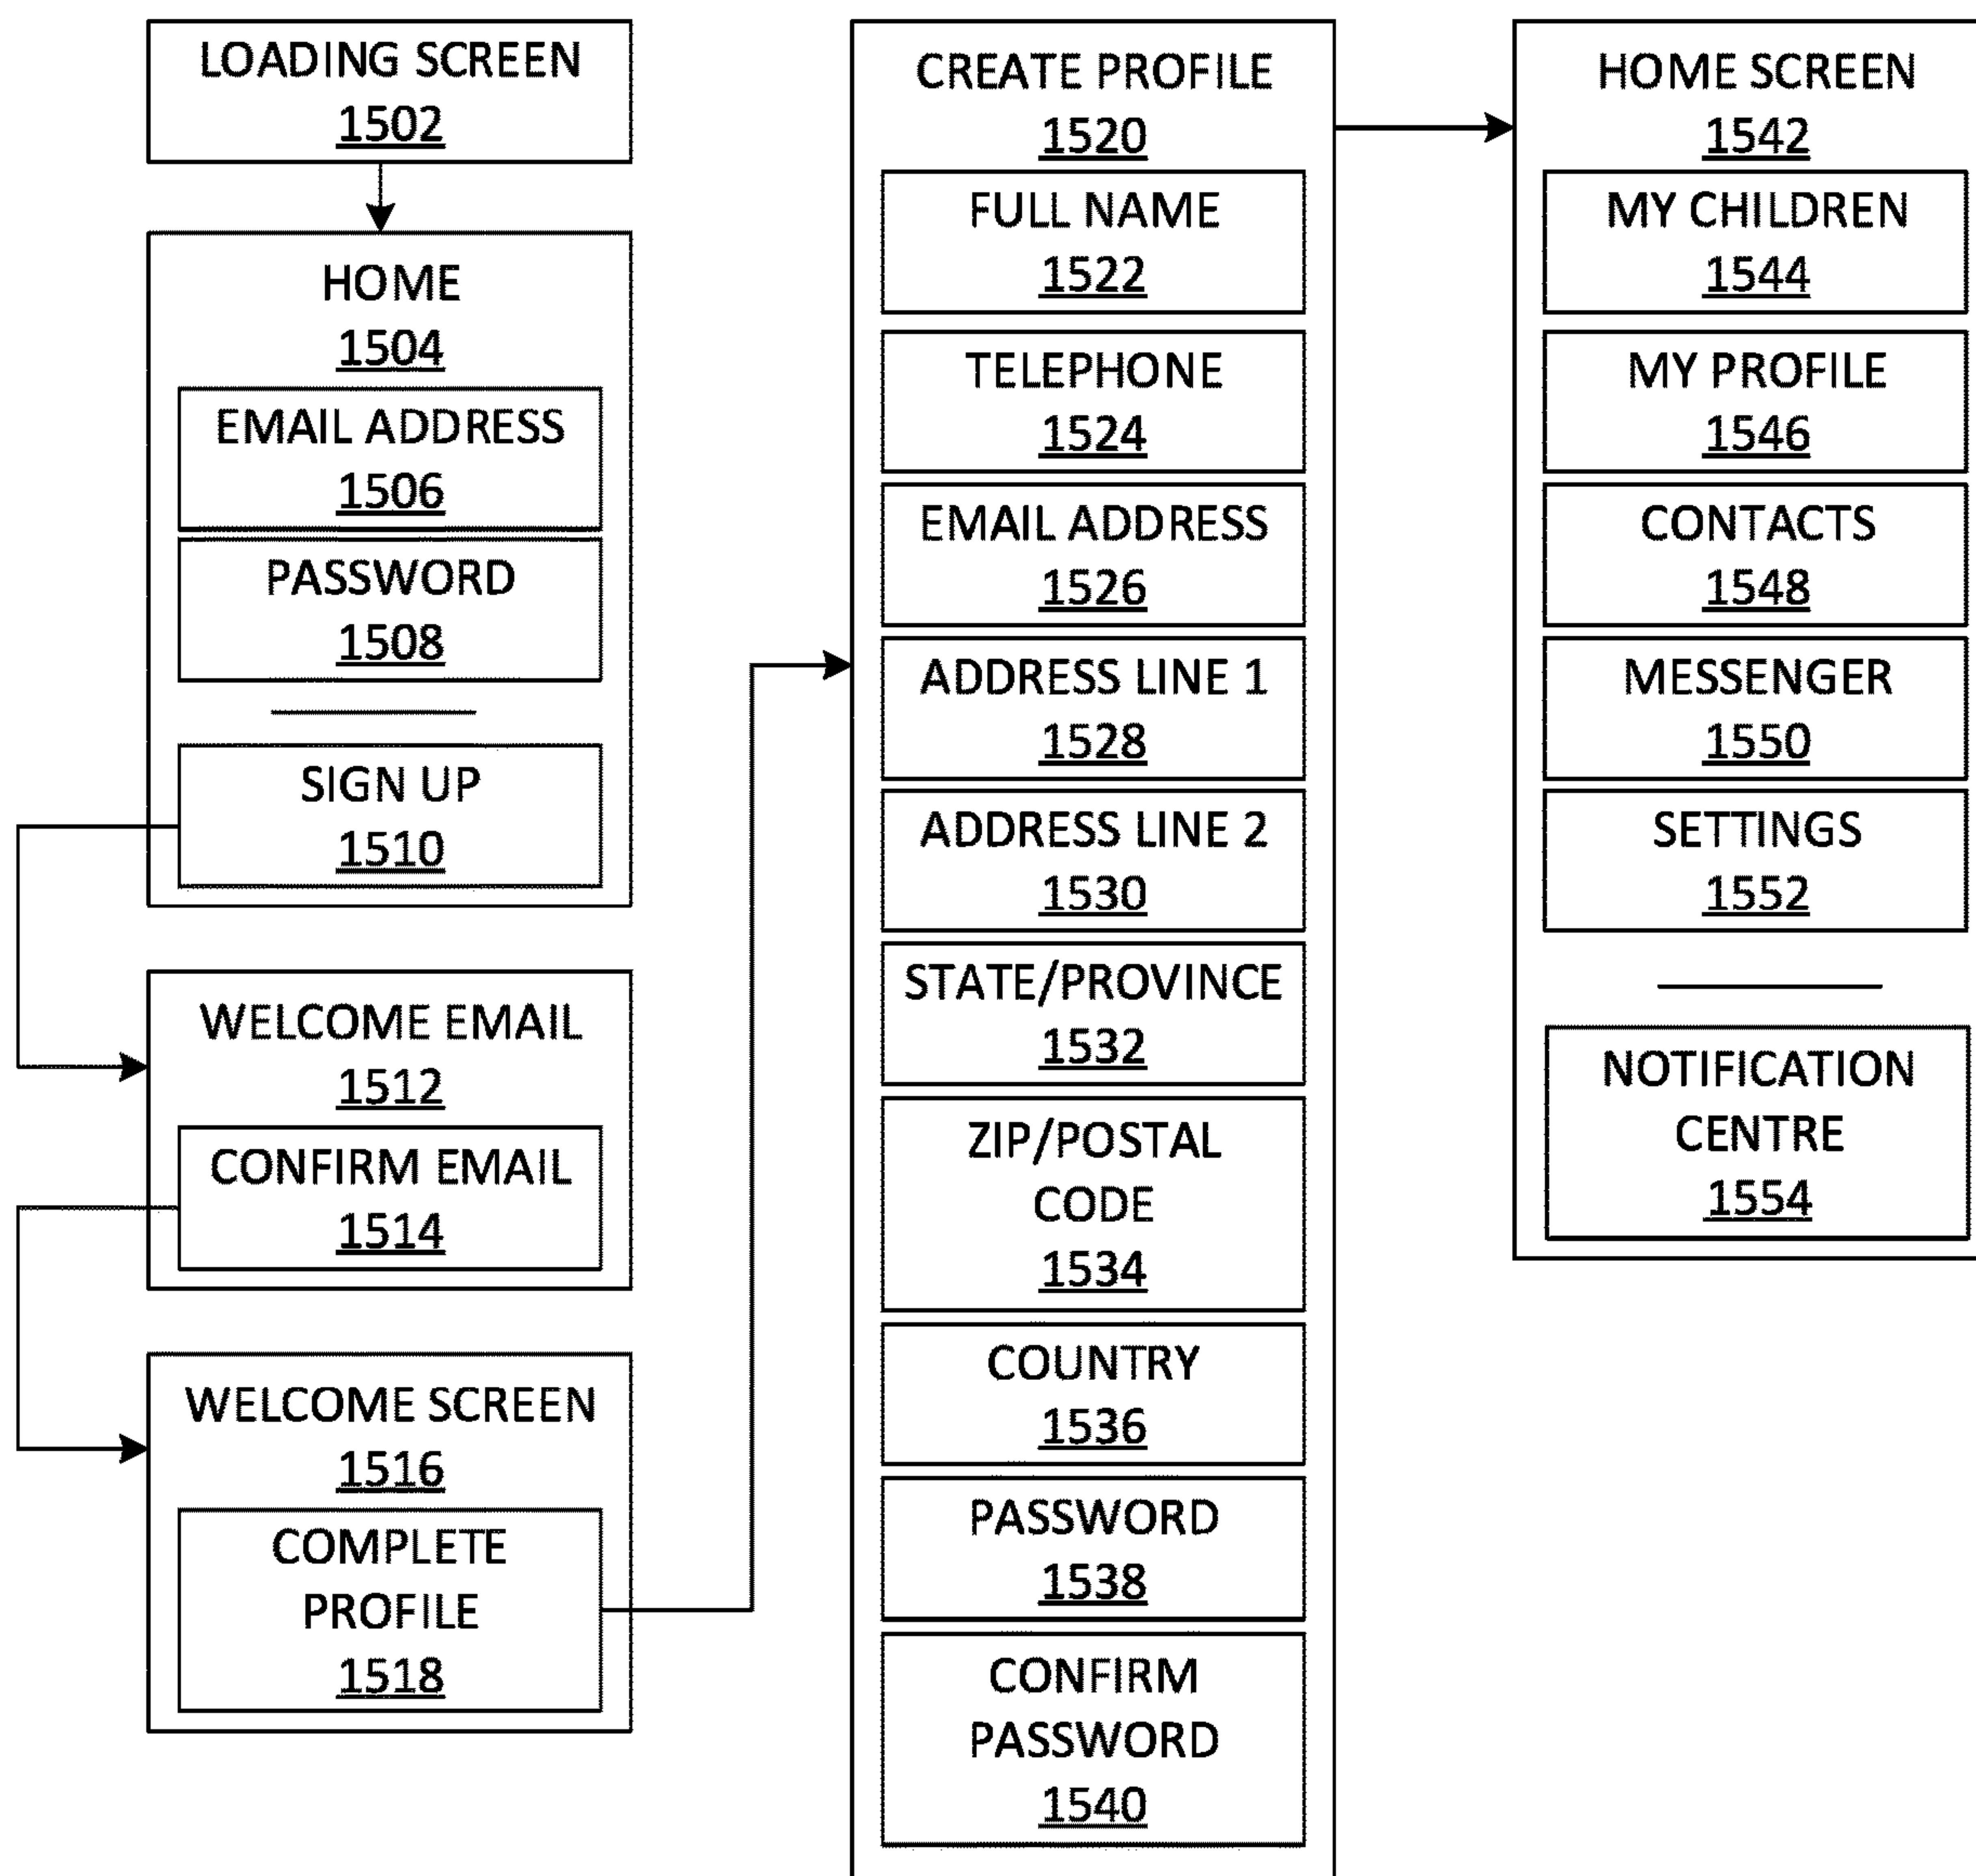 LOADING SCREEN
1502
HOME
1504
EMAIL ADDRESS
1506
PASSWORD
1508
SIGN UP
1510
WELCOME EMAIL
1512
CONFIRM EMAIL
1514
WELCOME SCREEN
1516
COMPLETE
PROFILE
1518
CREATE PROFILE
1520
FULL NAME
1522
TELEPHONE
1524
EMAIL ADDRESS
1526
ADDRESS LINE 1
1528
ADDRESS LINE 2
1530
STATE/PROVINCE
1532
ZIP/POSTAL
CODE
1534
COUNTRY
1536
PASSWORD
1538
CONFIRM
PASSWORD
1540
HOME SCREEN
1542
MY CHILDREN
1544
MY PROFILE
1546
CONTACTS
1548
MESSENGER
1550
SETTINGS
1552
NOTIFICATION
CENTRE
1554